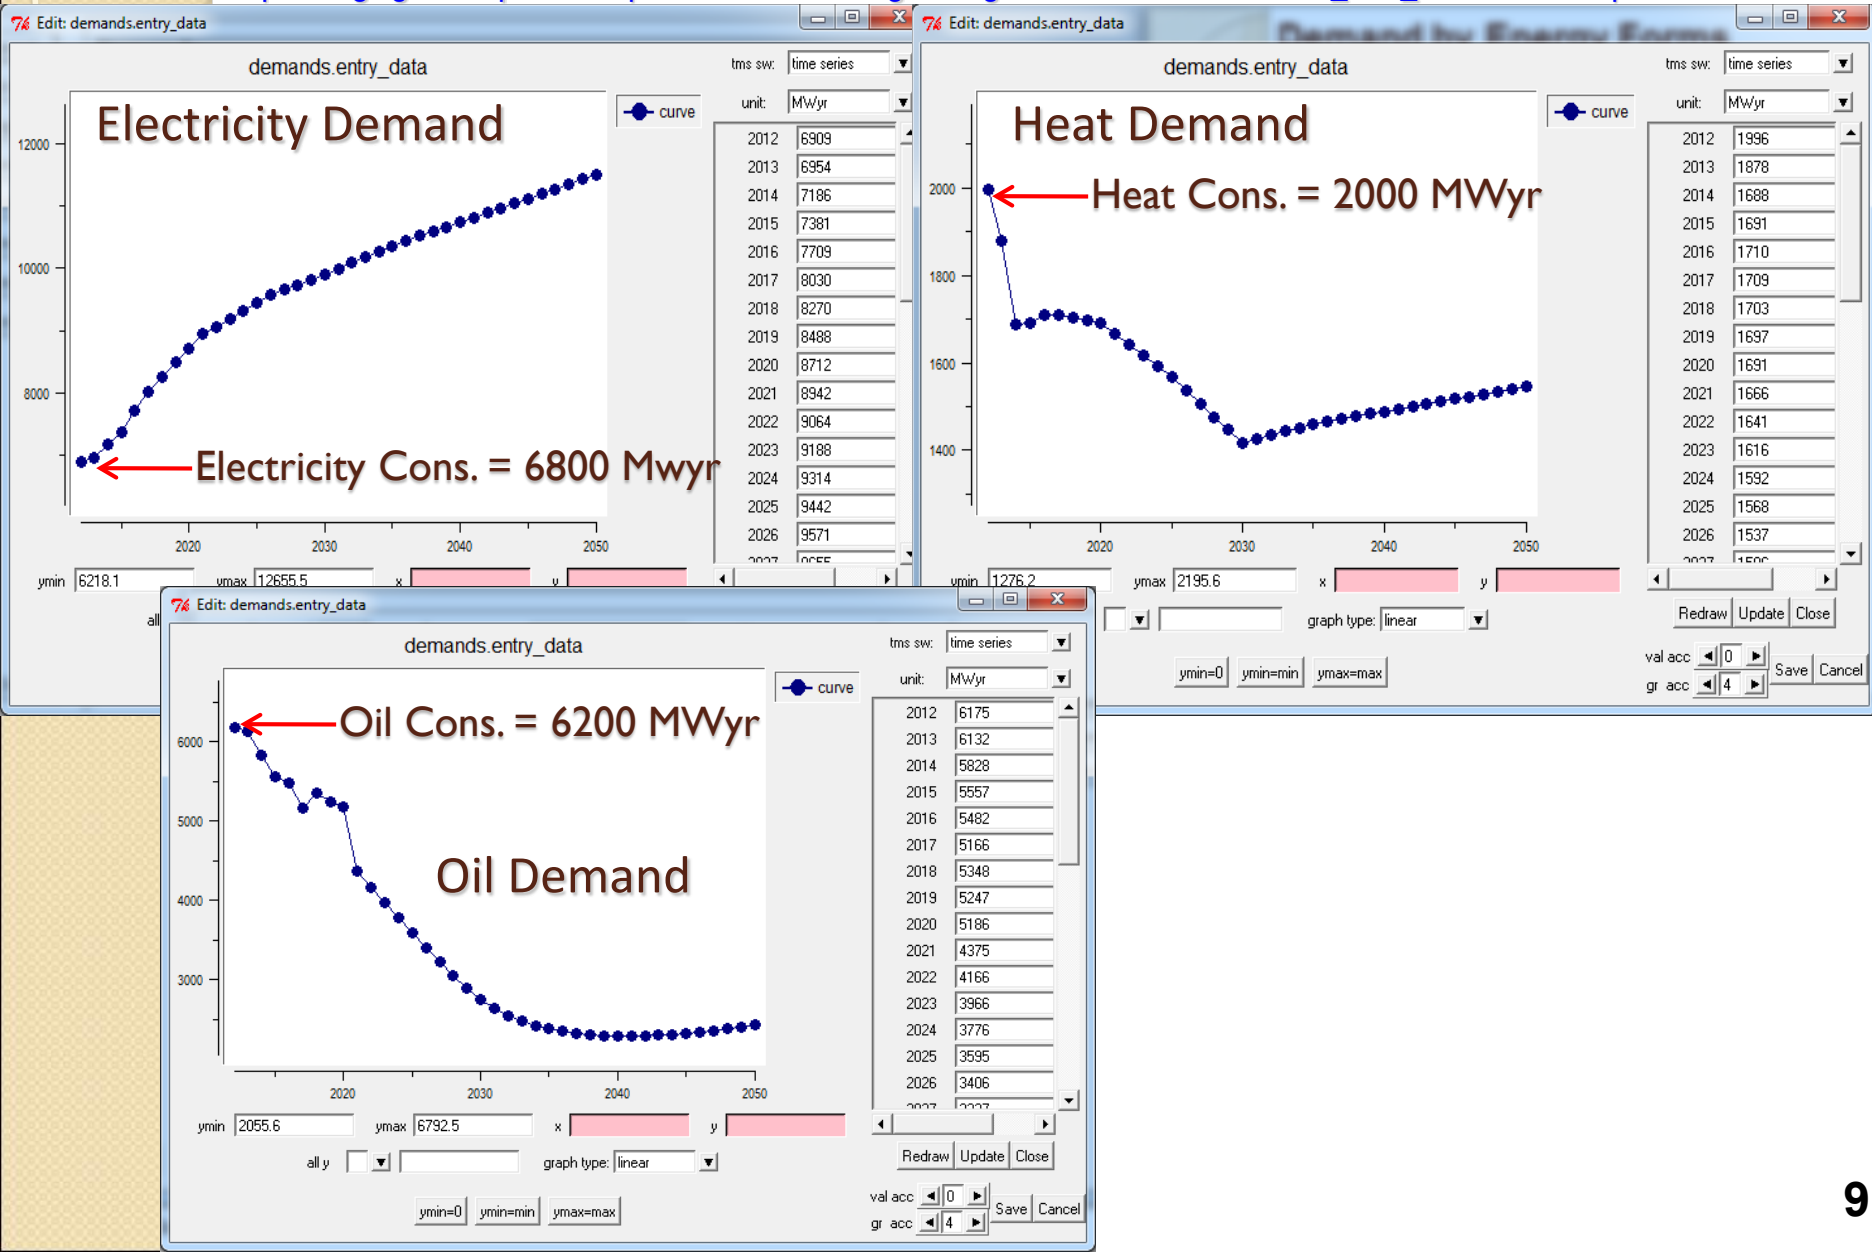 Edit: demands.entry_data
demands.entry_data
Electricity Demand
curve
tms sw: time series
unit: MWyr
12000
10000
8000
Electricity Cons. = 6800 Mwyr
2020 2030 2040 2050
2012 6909
2013 6954
2014 7186
2015 7381
2016 7709
2017 8030
2018 8270
2019 8488
2020 8712
2021 8942
2022 9064
2023 9188
2024 9314
2025 9442
2026 9571
ymin 6218.1 ymax 12655.5 x y
all
Edit: demands.entry_data
Demand by Energy Forms
demands.entry_data
Heat Demand
curve
tms sw: time series
unit: MWyr
Heat Cons. = 2000 MWyr
2000
1800
1600
1400
2020 2030 2040 2050
2012 1996
2013 1878
2014 1688
2015 1691
2016 1710
2017 1709
2018 1703
2019 1697
2020 1691
2021 1666
2022 1641
2023 1616
2024 1592
2025 1568
2026 1537
ymin 1276.2 ymax 2195.6 x y
graph type: linear
Redraw Update Close
ymin=0 ymin=min ymax=max
val acc 0
gr acc 4
Save Cancel
Edit: demands.entry_data
demands.entry_data
curve
tms sw: time series
unit: MWyr
Oil Cons. = 6200 MWyr
6000
5000
4000
3000
Oil Demand
2020 2030 2040 2050
2012 6175
2013 6132
2014 5828
2015 5557
2016 5482
2017 5166
2018 5348
2019 5247
2020 5186
2021 4375
2022 4166
2023 3966
2024 3776
2025 3595
2026 3406
ymin 2055.6 ymax 6792.5 x y
all y graph type: linear
Redraw Update Close
ymin=0 ymin=min ymax=max
val acc 0
gr acc 4
Save Cancel
9